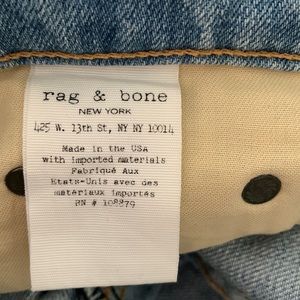 rag & bone
NEW YORK
425 W. 13th St, NY NY 10014
Made in the USA
with imported materials
Fabriqué Aux
Etats-Unis avec des
matériaux importés
RN # 108879